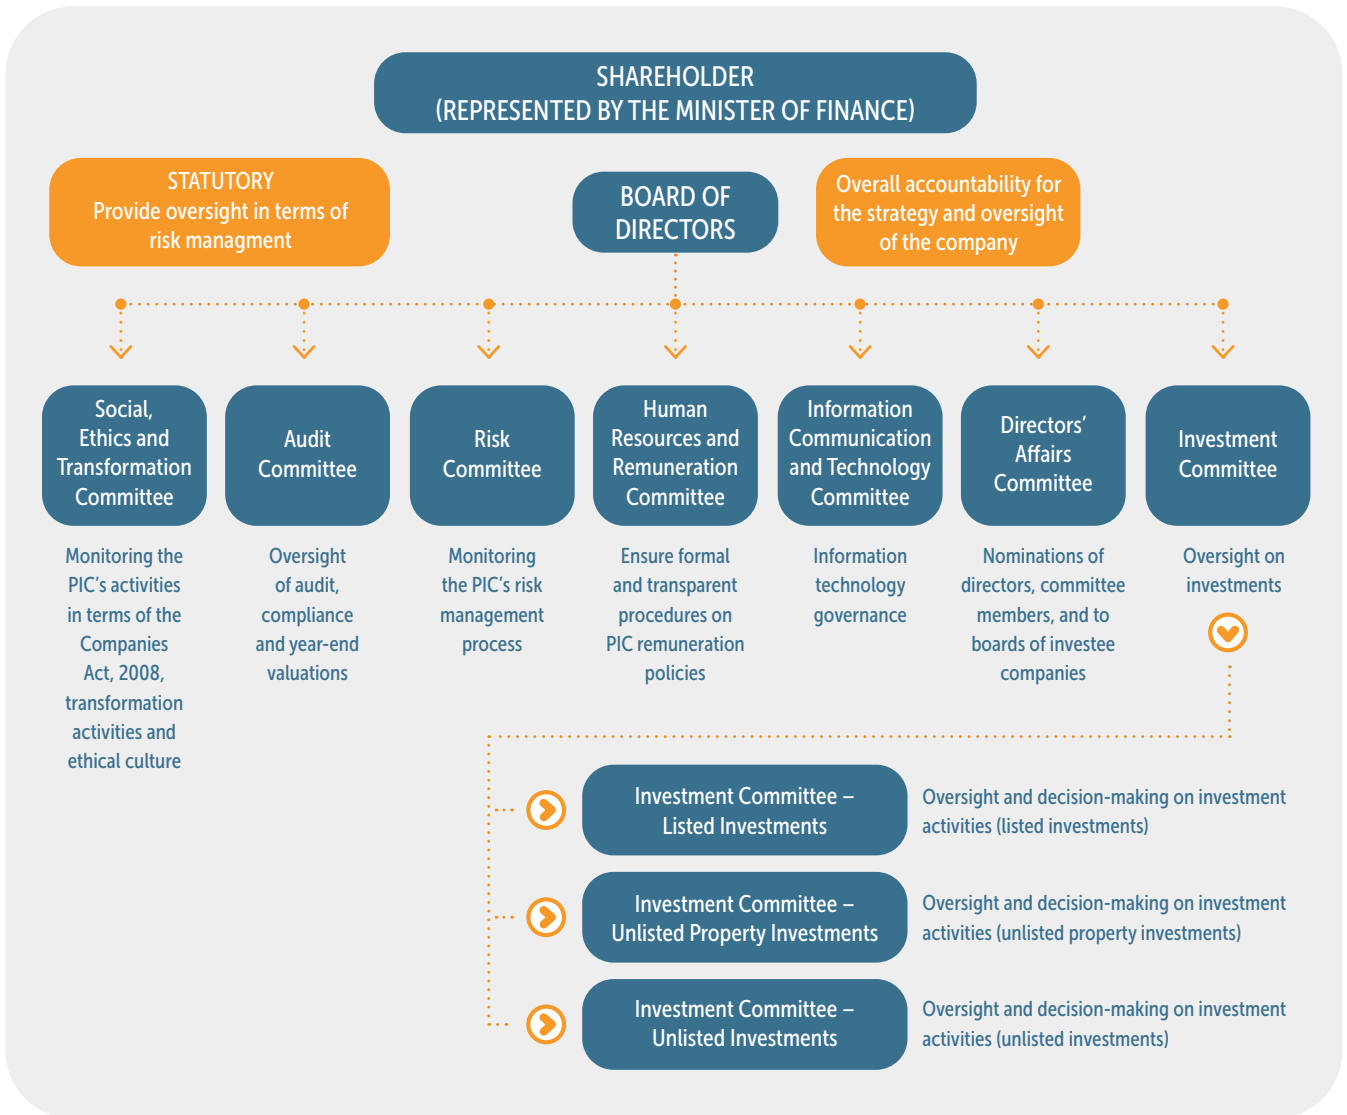 SHAREHOLDER
(REPRESENTED BY THE MINISTER OF FINANCE)
STATUTORY
Provide oversight in terms of
risk managment
BOARD OF
DIRECTORS
Overall accountability for
the strategy and oversight
of the company
Social,
Ethics and
Transformation
Committee
Audit
Committee
Risk
Committee
Human
Resources and
Remuneration
Committee
Information
Communication
and Technology
Committee
Directors’
Affairs
Committee
Investment
Committee
Monitoring the
PIC’s activities
in terms of the
Companies
Act, 2008,
transformation
activities and
ethical culture
Oversight
of audit,
compliance
and year-end
valuations
Monitoring
the PIC’s risk
management
process
Ensure formal
and transparent
procedures on
PIC remuneration
policies
Information
technology
governance
Nominations of
directors, committee
members, and to
boards of investee
companies
Oversight on
investments
Investment Committee –
Listed Investments
Oversight and decision-making on investment
activities (listed investments)
Investment Committee –
Unlisted Property Investments
Oversight and decision-making on investment
activities (unlisted property investments)
Investment Committee –
Unlisted Investments
Oversight and decision-making on investment
activities (unlisted investments)